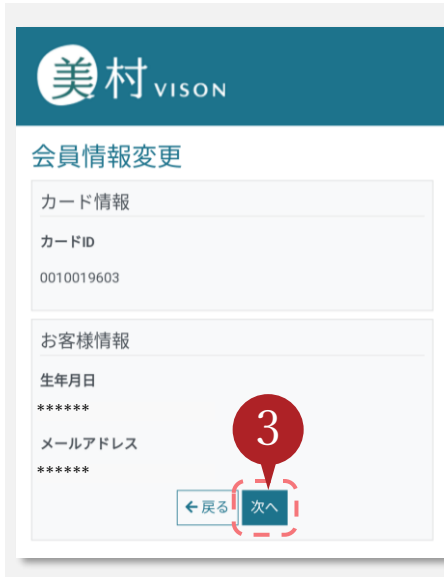 美村 VISON
会員情報変更
カード情報
カードID
0010019603
お客様情報
生年月日
******
メールアドレス
******
3
←戻る 次へ